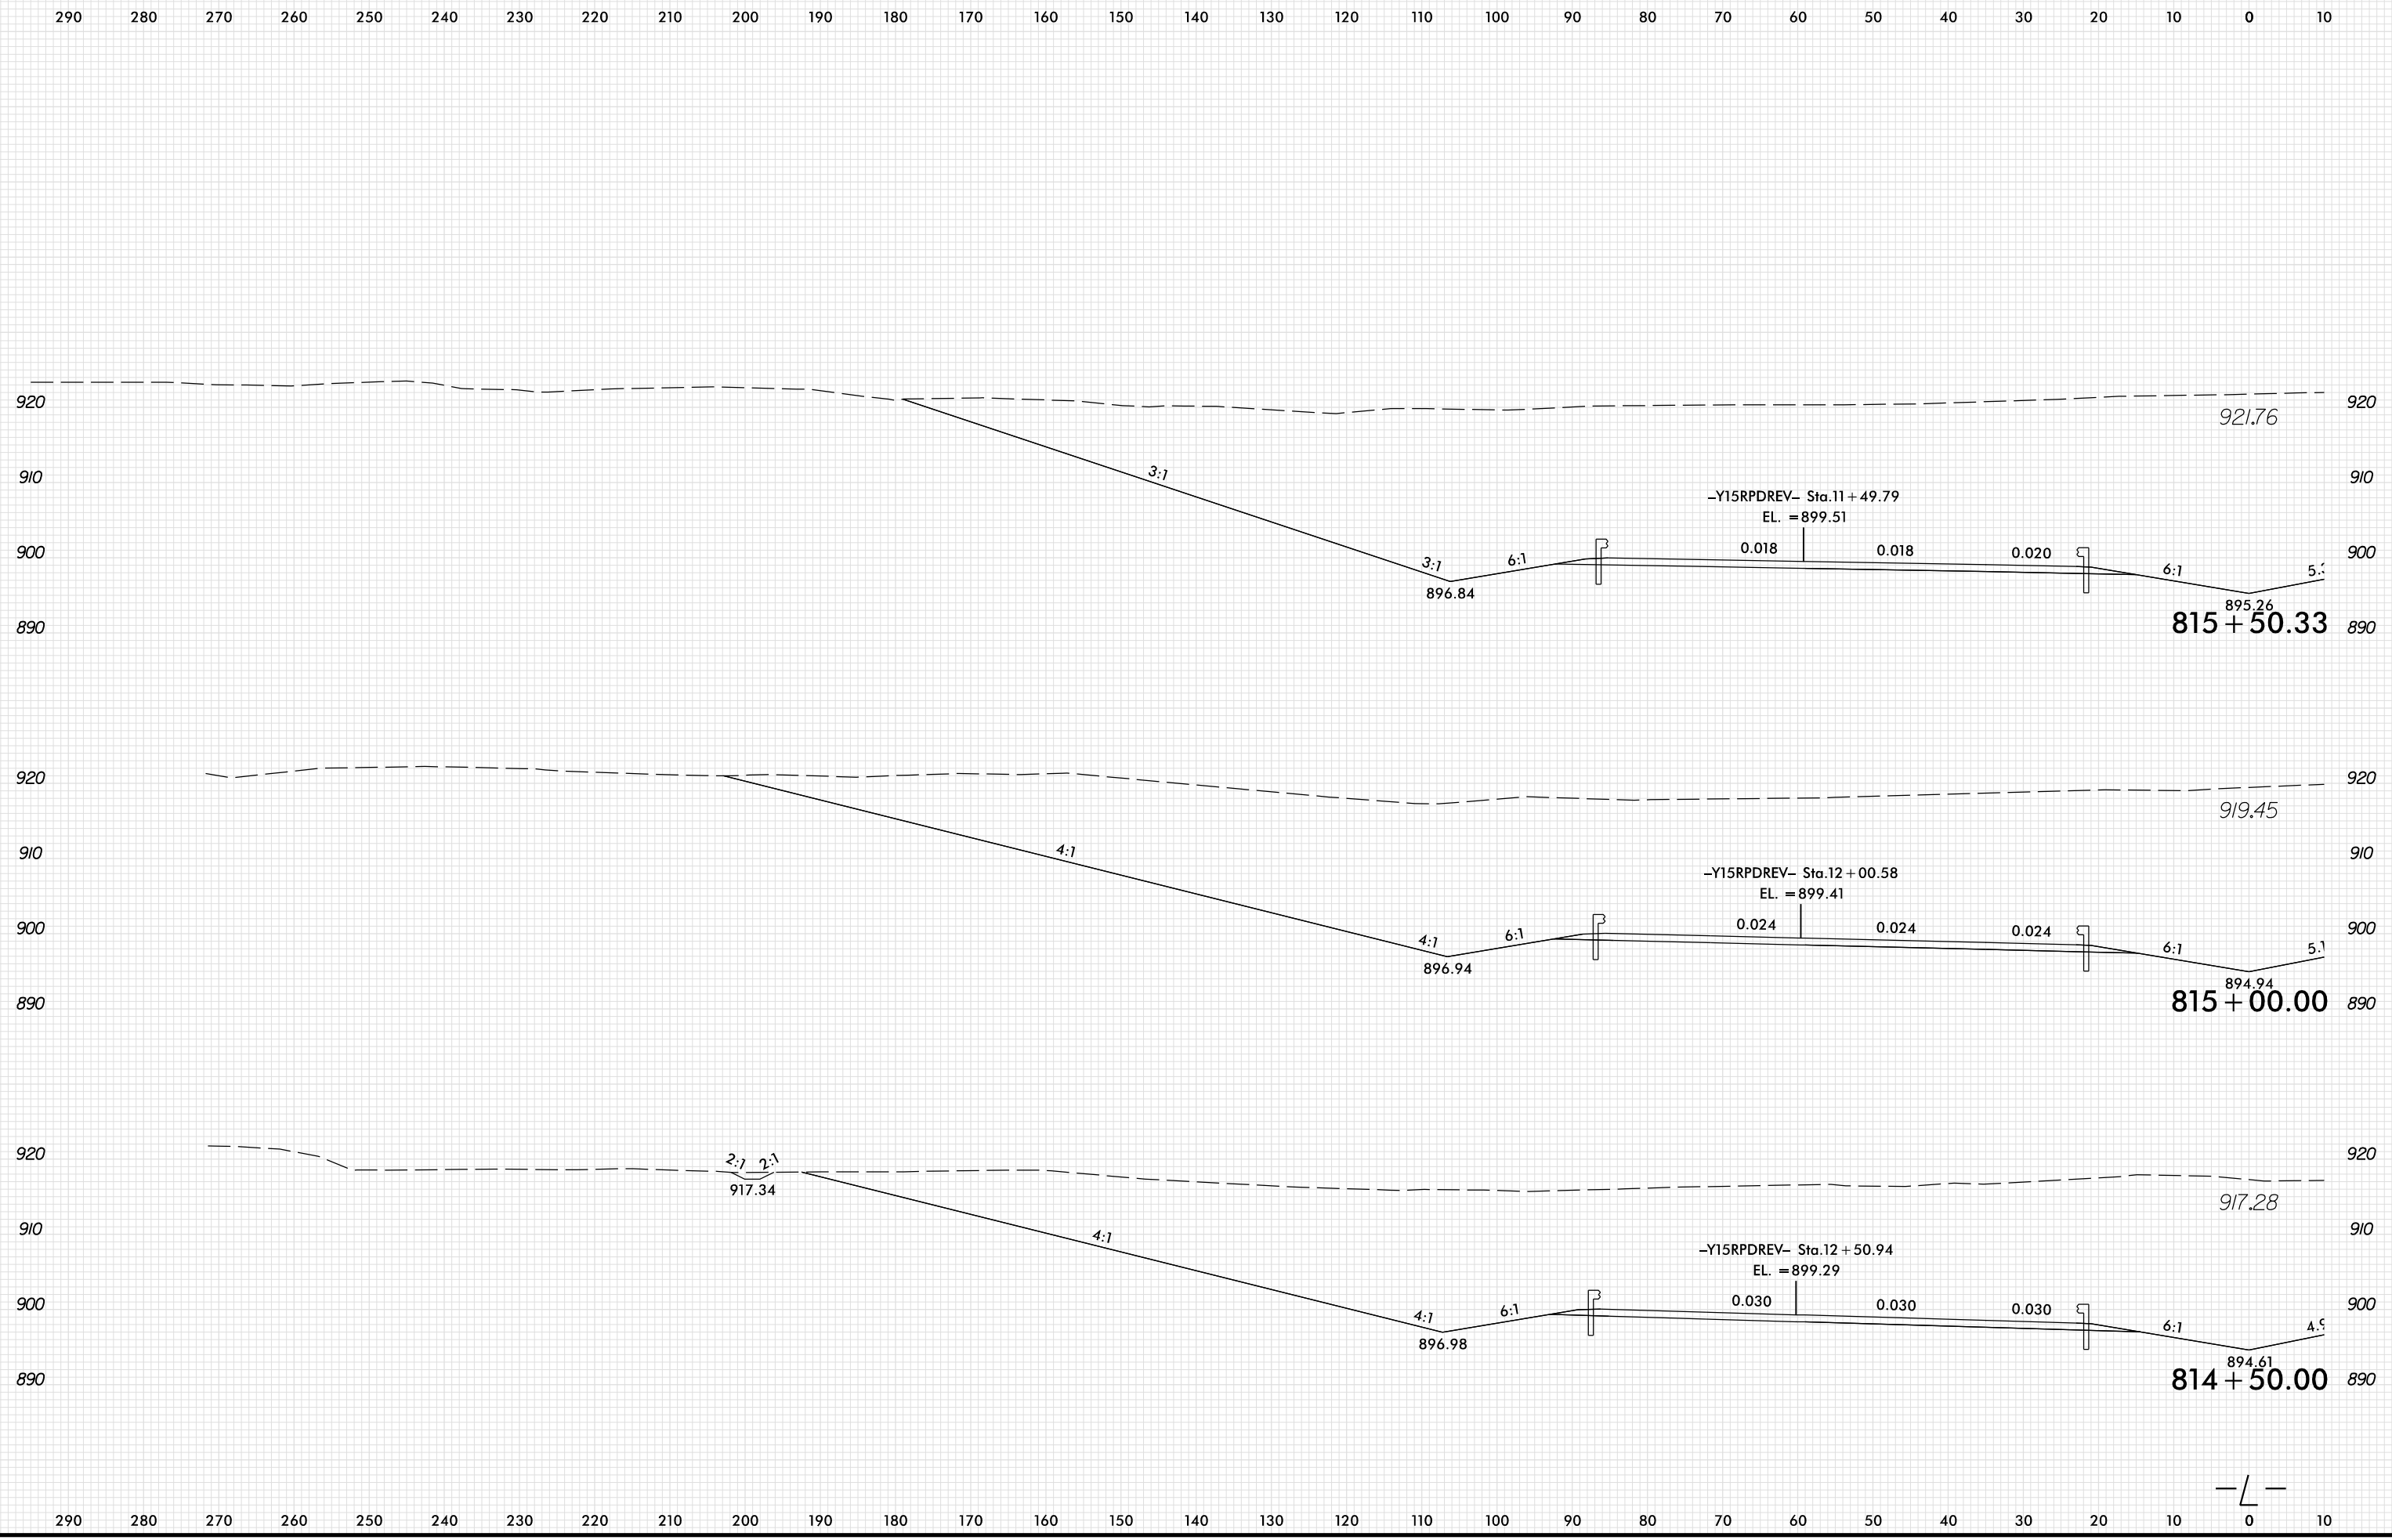 290 280 270 260 250 240 230 220 210 200 190 180 170 160 150 140 130 120 110 100 90 80 70 60 50 40 30 20 10 0 10
920 920
921.76
910 3:1 910
–Y15RPDREV– Sta.11+49.79
EL. =899.51
900 3:1 6:1 0.018 0.018 0.020 6:1 900
896.84 895.26
890 815+50.33 890
920 920
919.45
910 4:1 910
–Y15RPDREV– Sta.12+00.58
EL. =899.41
900 4:1 6:1 0.024 0.024 0.024 6:1 900
896.94 894.94
890 815+00.00 890
920 2:1 2:1 920
917.34 917.28
910 4:1 910
–Y15RPDREV– Sta.12+50.94
EL. =899.29
900 4:1 6:1 0.030 0.030 0.030 6:1 900
896.98 894.61
890 814+50.00 890
–L–
290 280 270 260 250 240 230 220 210 200 190 180 170 160 150 140 130 120 110 100 90 80 70 60 50 40 30 20 10 0 10